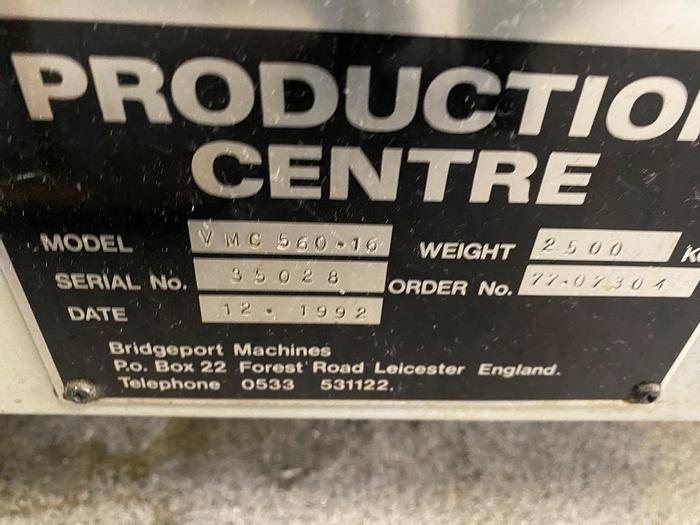 PRODUCTIO
CENTRE
MODEL VMC 560-16 WEIGHT 2500 K
SERIAL No. 35028 ORDER No. 77-07304
DATE 12. 1992
Bridgeport Machines
P.o. Box 22 Forest Road Leicester England.
Telephone 0533 531122.